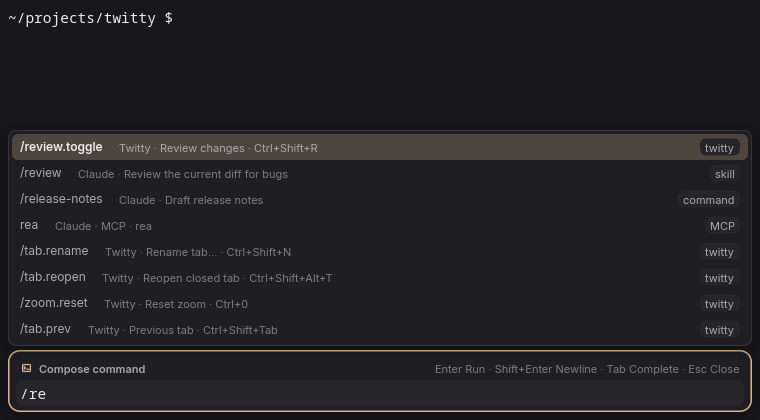 ~/projects/twitty $
/review.toggle Twitty · Review changes · Ctrl+Shift+R twitty
/review Claude · Review the current diff for bugs skill
/release-notes Claude · Draft release notes command
rea Claude · MCP · rea MCP
/tab.rename Twitty · Rename tab... · Ctrl+Shift+N twitty
/tab.reopen Twitty · Reopen closed tab · Ctrl+Shift+Alt+T twitty
/zoom.reset Twitty · Reset zoom · Ctrl+0 twitty
/tab.prev Twitty · Previous tab · Ctrl+Shift+Tab twitty
Compose command Enter Run · Shift+Enter Newline · Tab Complete · Esc Close
/re